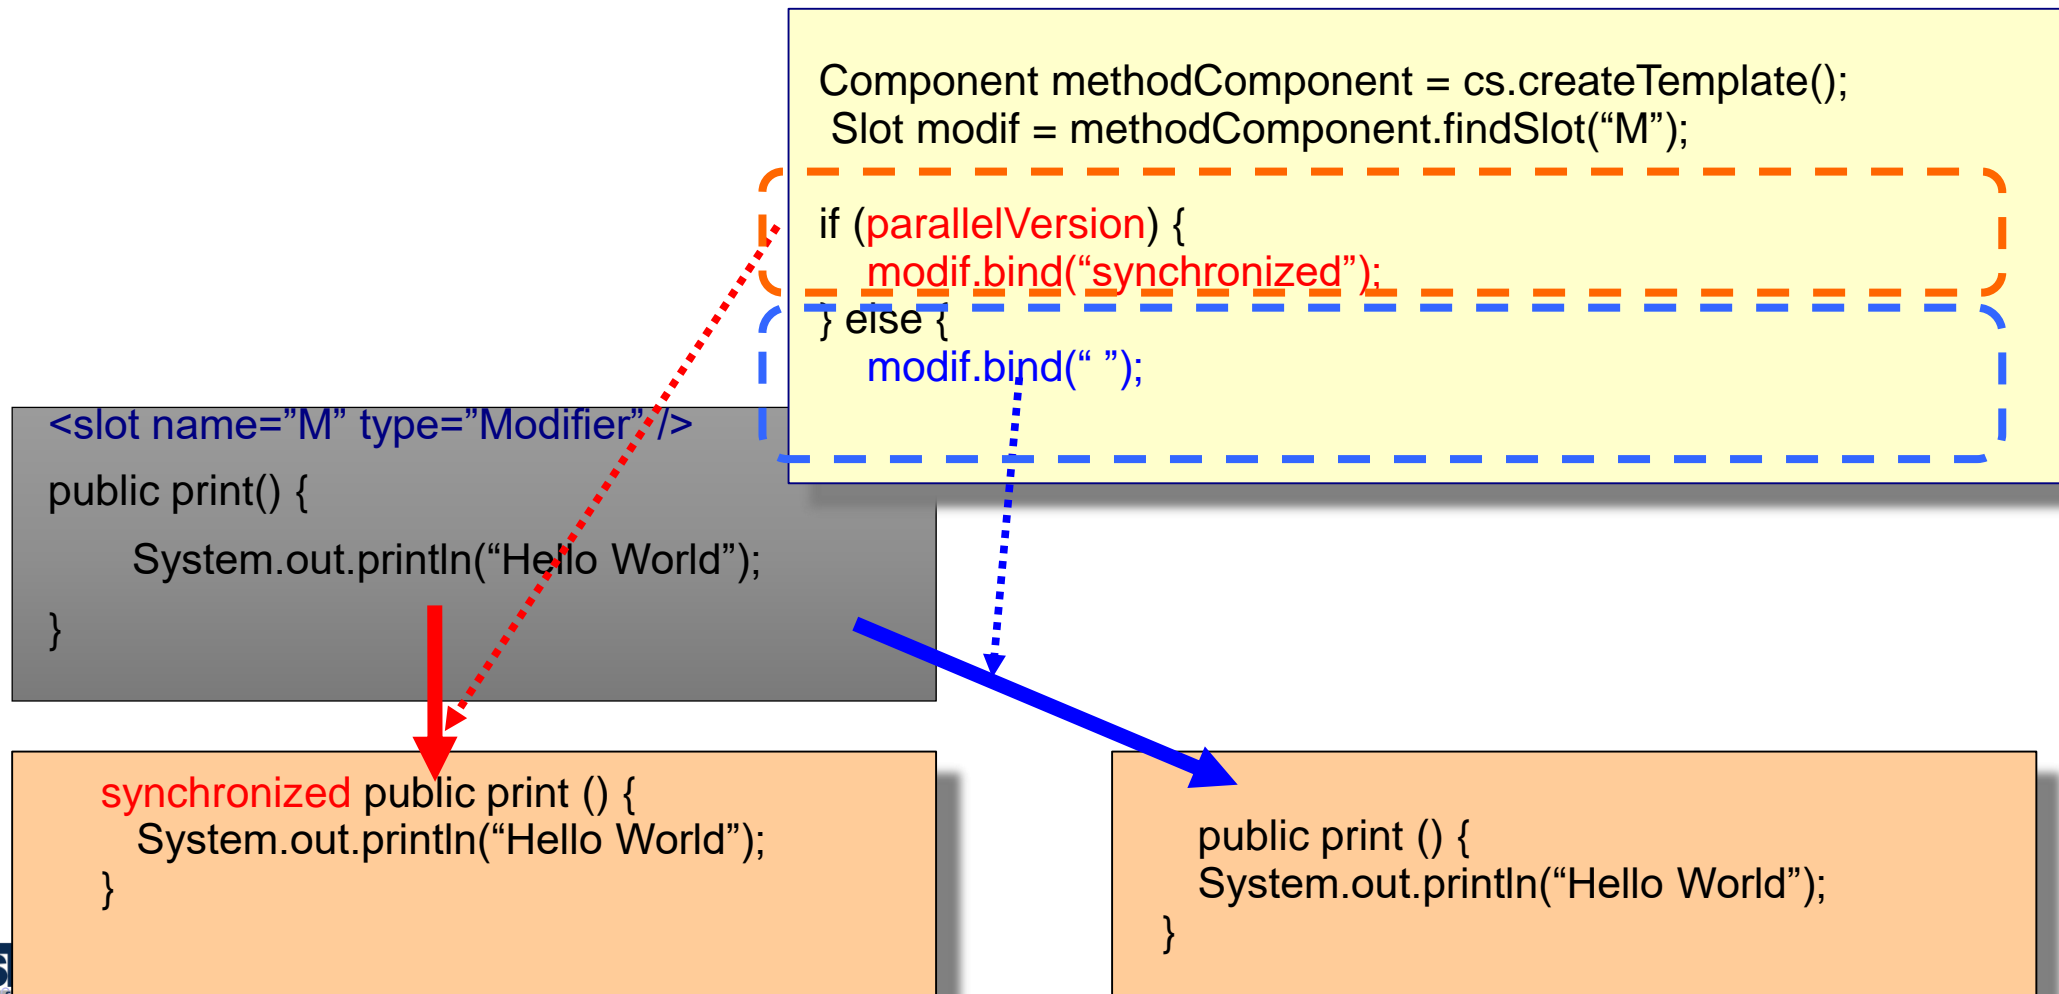 Component methodComponent = cs.createTemplate();
Slot modif = methodComponent.findSlot(“M”);
if (parallelVersion) {
modif.bind(“synchronized”);
} else {
modif.bind(“ ”);
<slot name=”M” type=”Modifier” />
public print() {
System.out.println(“Hello World”);
}
synchronized public print () {
System.out.println(“Hello World”);
}
public print () {
System.out.println(“Hello World”);
}